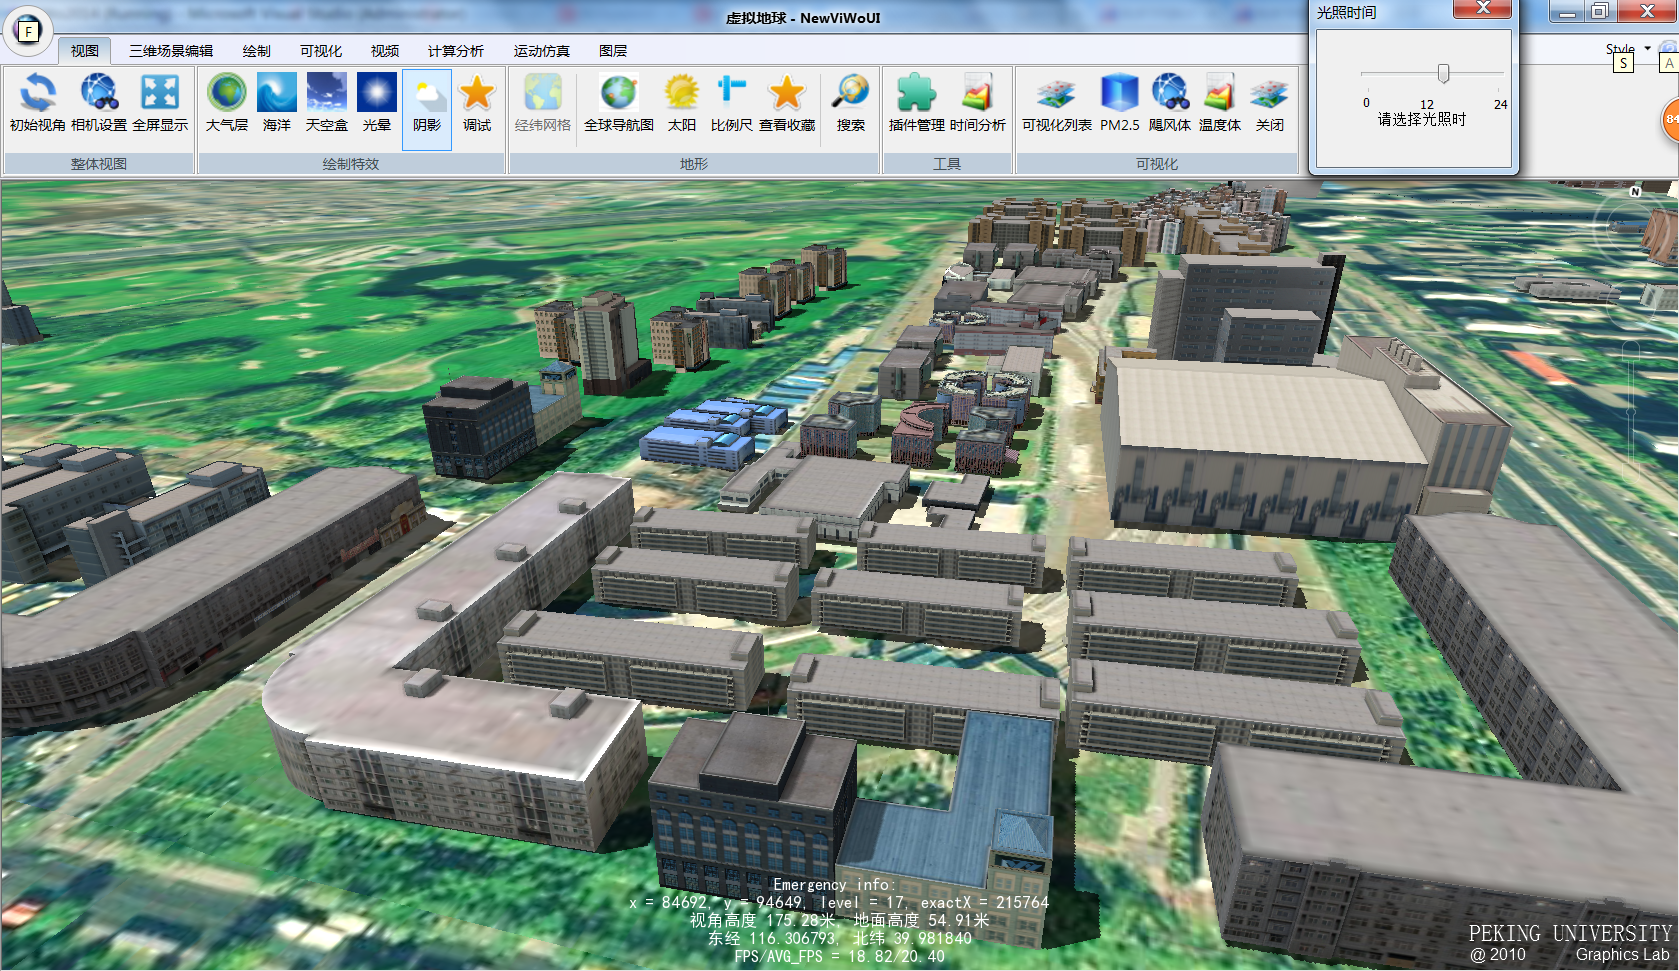 虚拟地球 - NewViWoUI
光照时间
F
视图 三维场景编辑 绘制 可视化 视频 计算分析 运动仿真 图层
Style
S
A
初始视角 相机设置 全屏显示
整体视图
大气层 海洋 天空盒 光晕 阴影 调试
绘制特效
经纬网格 全球导航图 太阳 比例尺 查看收藏 搜索
地形
插件管理 时间分析
工具
可视化列表 PM2.5 飓风体 温度体 关闭
可视化
0 12 24
请选择光照时
84
N
Emergency info:
x = 84692, y = 94649, level = 17, exactX = 215764
视角高度 175.28米, 地面高度 54.91米
东经 116.306793, 北纬 39.981840
FPS/AVG_FPS = 18.82/20.40
PEKING UNIVERSITY
@ 2010 Graphics Lab